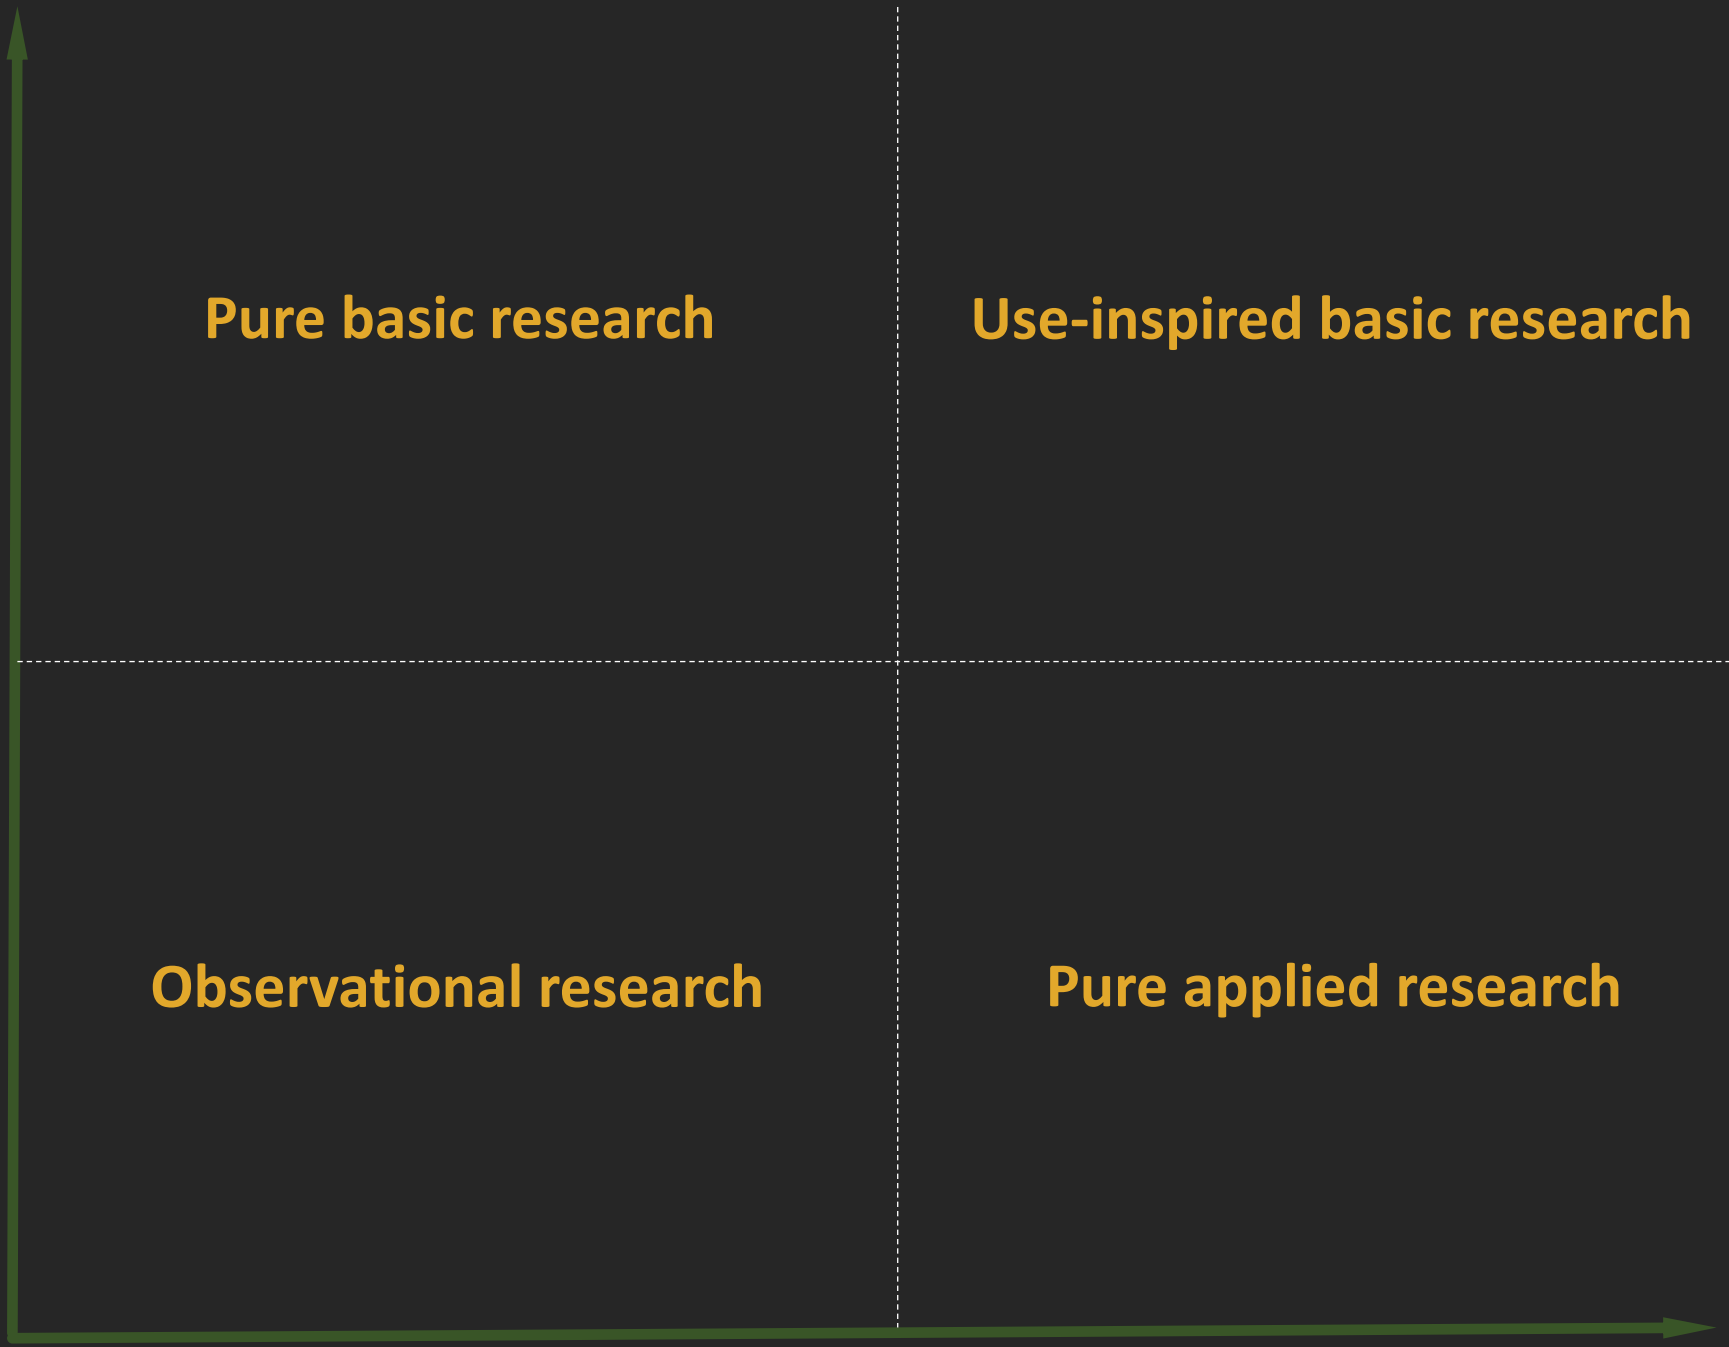 Pure basic research
Use-inspired basic research
Observational research
Pure applied research